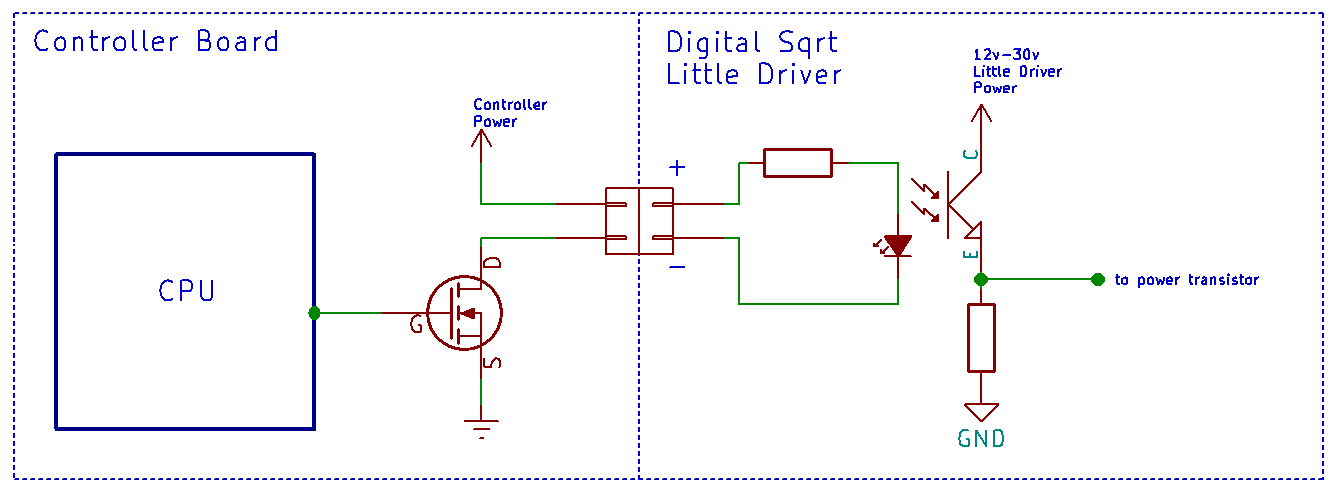 Controller Board
Digital Sqrt
Little Driver
12v-30v
Little Driver
Power
Controller
Power
C
+
E
D
-
to power transistor
CPU
G
S
GND